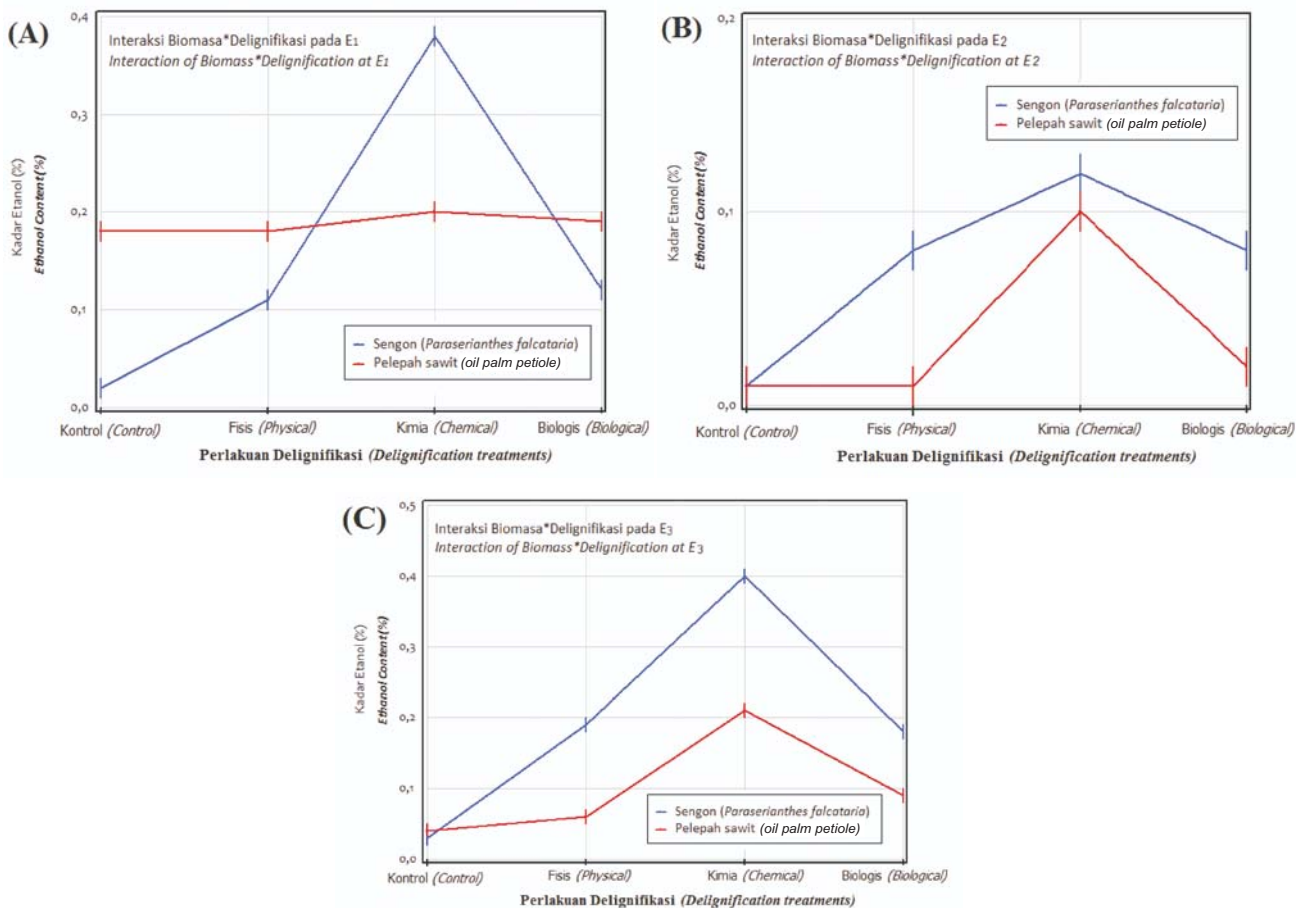 (A)
Interaksi Biomasa*Delignifikasi pada E1
Interaction of Biomass*Delignification at E1
Kadar Etanol (%)
Ethanol Content (%)
0,4
0,3
0,2
0,1
0,0
Sengon (Paraserianthes falcataria)
Pelepah sawit (oil palm petiole)
Kontrol (Control)
Fisis (Physical)
Kimia (Chemical)
Biologis (Biological)
Perlakuan Delignifikasi (Delignification treatments)
(B)
Interaksi Biomasa*Delignifikasi pada E2
Interaction of Biomass*Delignification at E2
Kadar Etanol (%)
Ethanol Content (%)
0,2
0,1
0,0
Sengon (Paraserianthes falcataria)
Pelepah sawit (oil palm petiole)
Kontrol (Control)
Fisis (Physical)
Kimia (Chemical)
Biologis (Biological)
Perlakuan Delignifikasi (Delignification treatments)
(C)
Interaksi Biomasa*Delignifikasi pada E3
Interaction of Biomass*Delignification at E3
Kadar Etanol (%)
Ethanol Content (%)
0,5
0,4
0,3
0,2
0,1
0,0
Sengon (Paraserianthes falcataria)
Pelepah sawit (oil palm petiole)
Kontrol (Control)
Fisis (Physical)
Kimia (Chemical)
Biologis (Biological)
Perlakuan Delignifikasi (Delignification treatments)